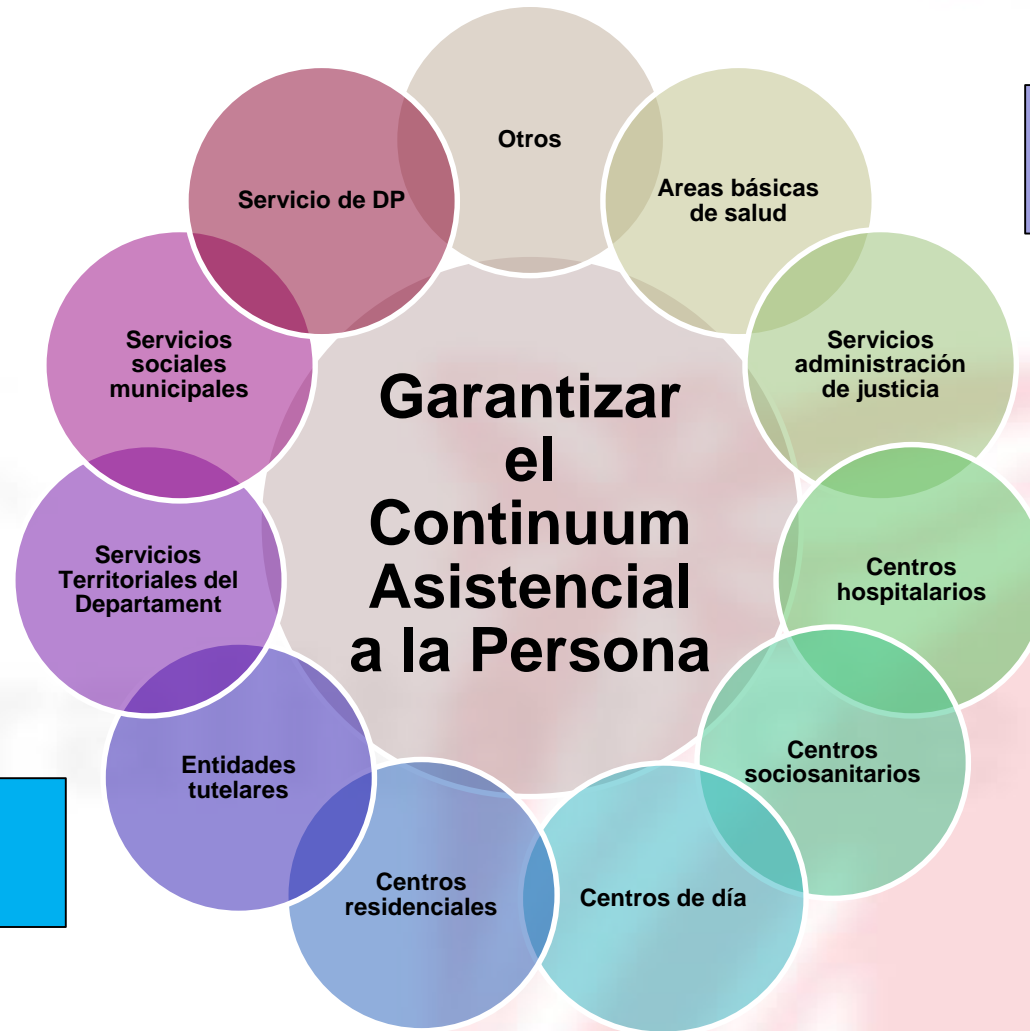 Otros
Areas básicas
de salud
Servicios
administración
de justicia
Centros
hospitalarios
Centros
sociosanitarios
Centros de día
Centros
residenciales
Entidades
tutelares
Servicios
Territoriales del
Departament
Servicios
sociales
municipales
Servicio de DP
Garantizar
el
Continuum
Asistencial
a la Persona